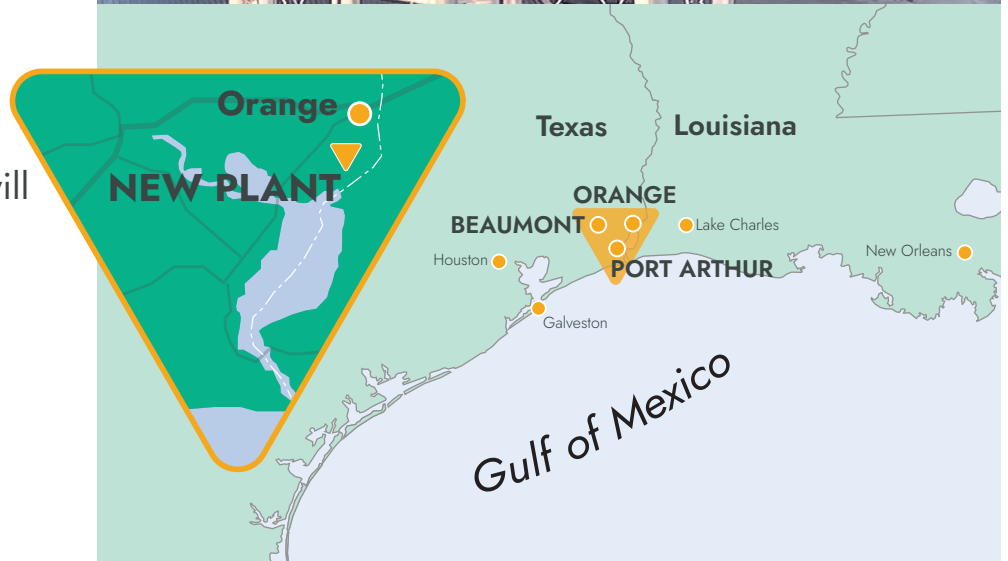 Orange
NEW PLANT
Texas
Louisiana
ORANGE
BEAUMONT
Lake Charles
Houston
PORT ARTHUR
New Orleans
Galveston
Gulf of Mexico